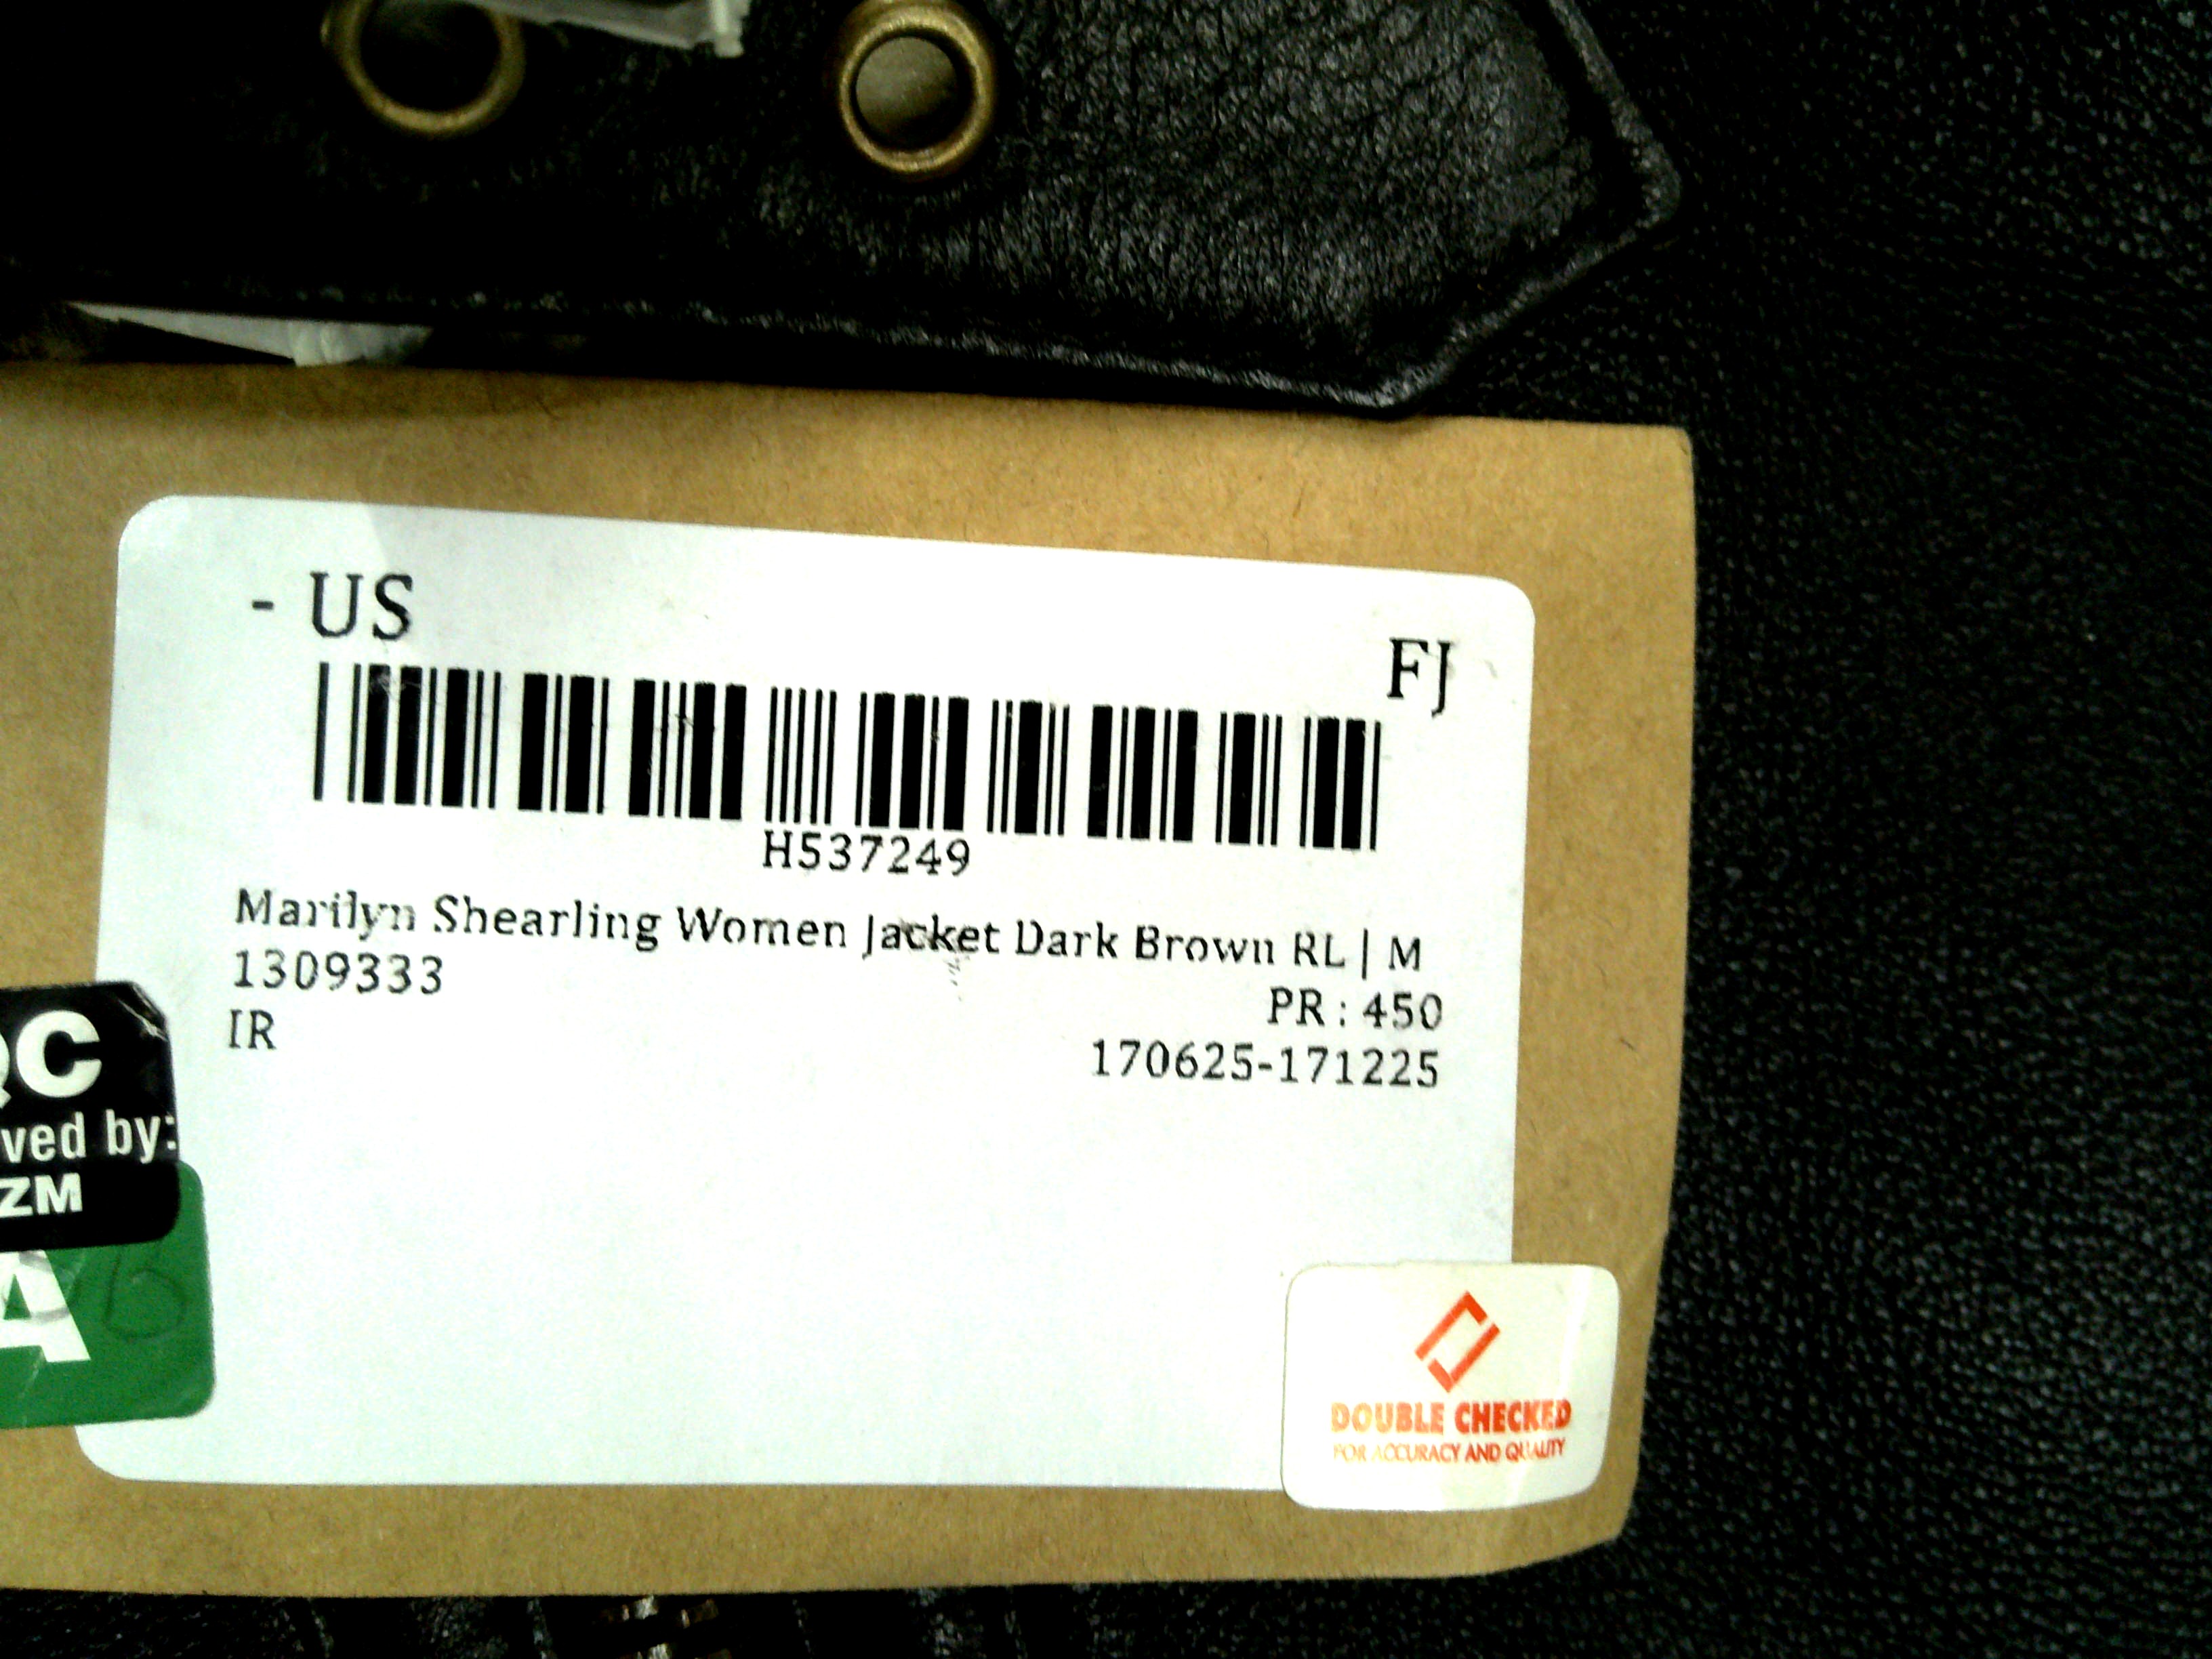 - US
FJ
H537249
Marilyn Shearling Women Jacket Dark Brown RL | M
1309333
PR : 450
IR
170625-171225
QC
ved by:
ZM
A
DOUBLE CHECKED
FOR ACCURACY AND QUALITY